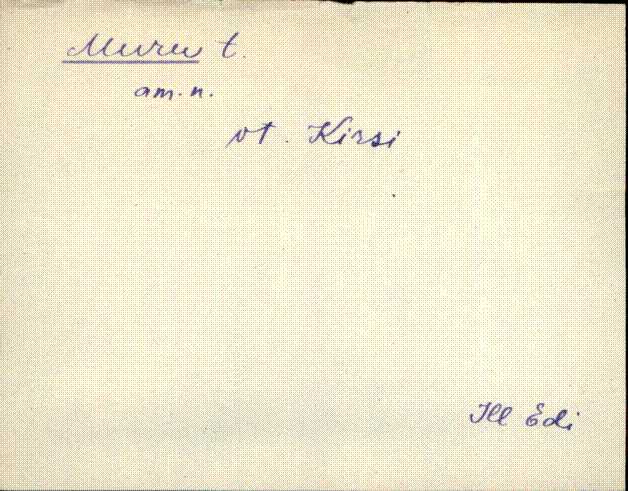 Muru t.
am. n.
vt. Kirsi
Ill Edi